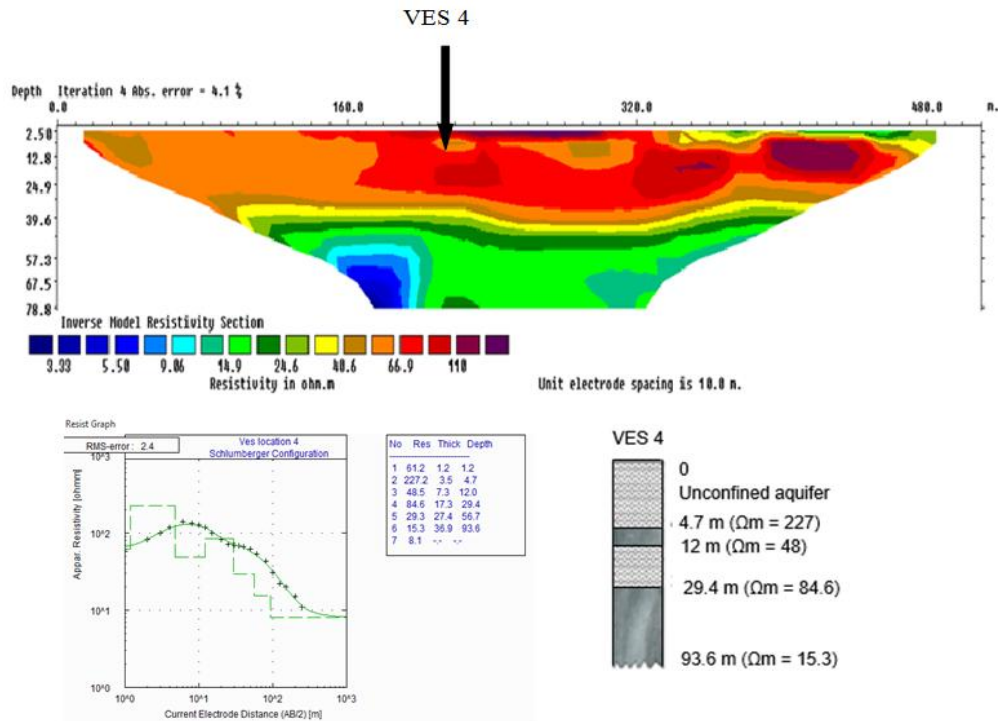 VES 4
Depth Iteration 4 Abs. error = 4.1 %
0.0 160.0 320.0 480.0 m.
2.50
12.8
24.9
39.6
57.3
67.5
78.8
Inverse Model Resistivity Section
3.33 5.50 9.06 14.9 24.6 40.6 66.9 110
Resistivity in ohm.m Unit electrode spacing is 10.0 m.
Resist Graph
RMS-error: 2.4
Ves location 4
Schlumberger Configuration
10^3
10^2
10^1
10^0
Appar. Resistivity [ohmm]
10^0 10^1 10^2 10^3
Current Electrode Distance (AB/2) [m]
No Res Thick Depth
1 61.2 1.2 1.2
2 227.2 3.5 4.7
3 48.5 7.3 12.0
4 84.6 17.3 29.4
5 29.3 27.4 56.7
6 15.3 36.9 93.6
7 8.1 -.- -.-
VES 4
0
Unconfined aquifer
4.7 m (Ωm = 227)
12 m (Ωm = 48)
29.4 m (Ωm = 84.6)
93.6 m (Ωm = 15.3)